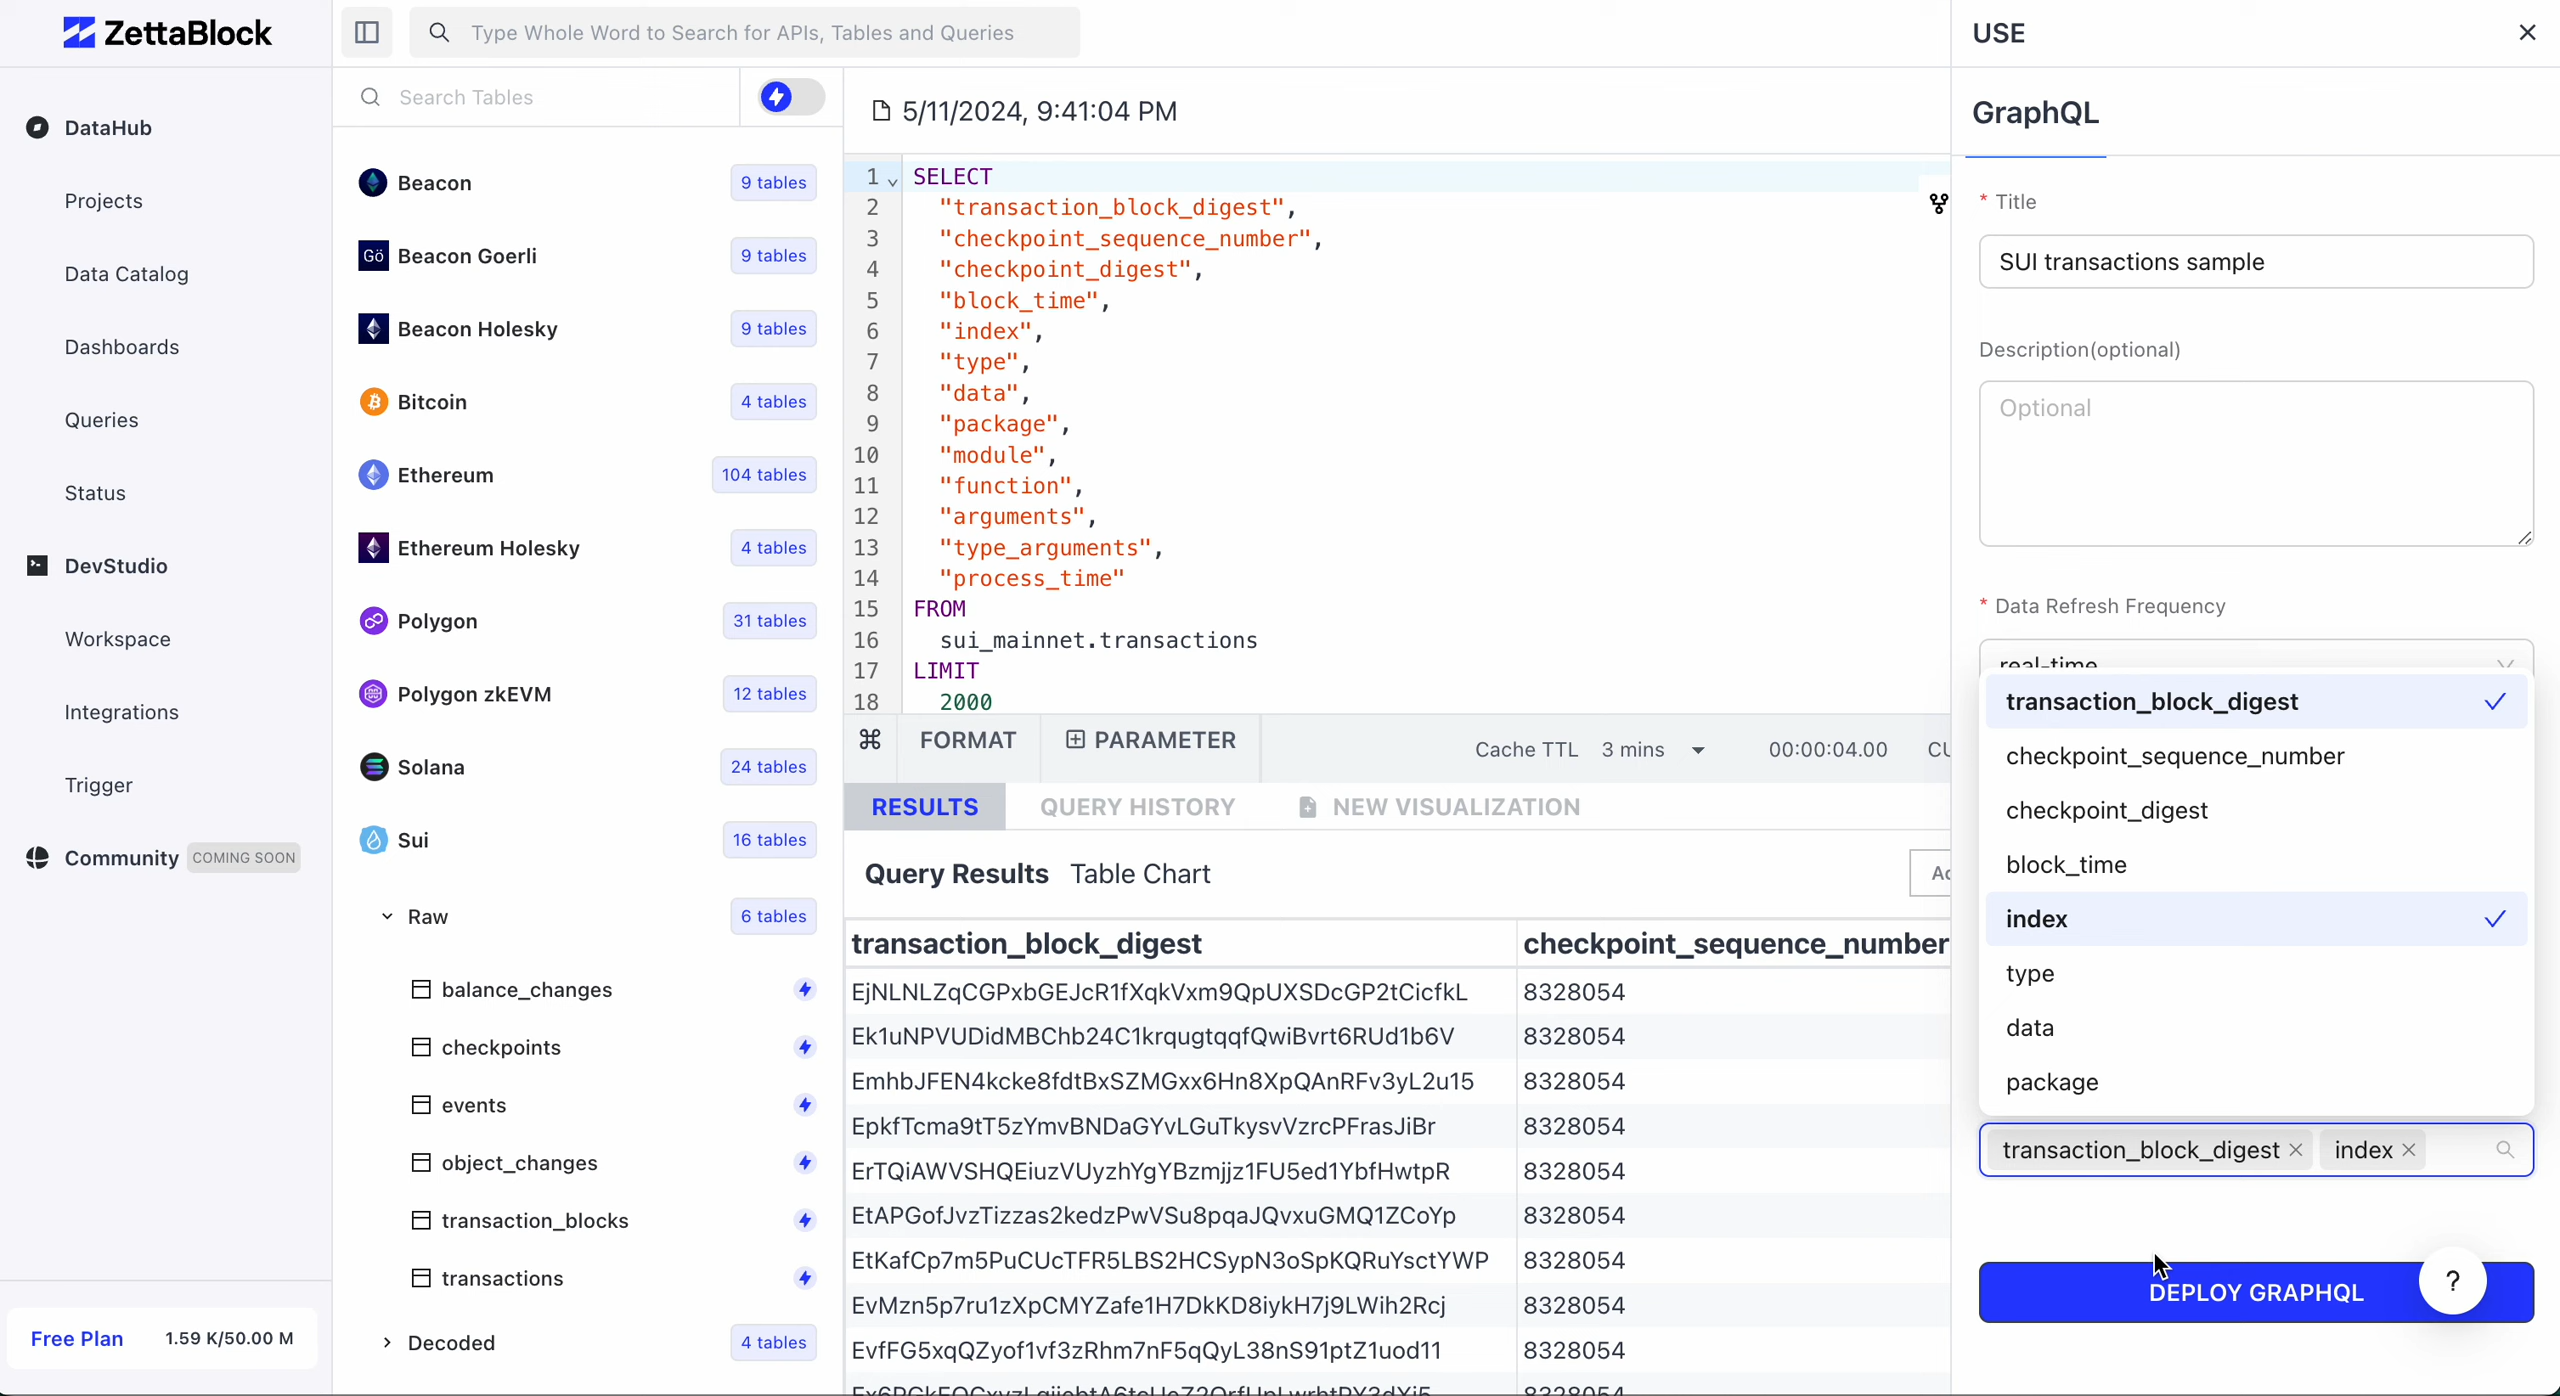 ZettaBlock
DataHub
Projects
Data Catalog
Dashboards
Queries
Status
DevStudio
Workspace
Integrations
Trigger
Community COMING SOON
Free Plan 1.59 K/50.00 M
Type Whole Word to Search for APIs, Tables and Queries
Search Tables
Beacon 9 tables
Gö Beacon Goerli 9 tables
Beacon Holesky 9 tables
Bitcoin 4 tables
Ethereum 104 tables
Ethereum Holesky 4 tables
Polygon 31 tables
Polygon zkEVM 12 tables
Solana 24 tables
Sui 16 tables
Raw 6 tables
balance_changes
checkpoints
events
object_changes
transaction_blocks
transactions
Decoded 4 tables
5/11/2024, 9:41:04 PM
1 SELECT
2 "transaction_block_digest",
3 "checkpoint_sequence_number",
4 "checkpoint_digest",
5 "block_time",
6 "index",
7 "type",
8 "data",
9 "package",
10 "module",
11 "function",
12 "arguments",
13 "type_arguments",
14 "process_time"
15 FROM
16 sui_mainnet.transactions
17 LIMIT
18 2000
⌘ FORMAT PARAMETER Cache TTL 3 mins 00:00:04.00 CU
RESULTS QUERY HISTORY NEW VISUALIZATION
Query Results Table Chart
transaction_block_digest checkpoint_sequence_number
EjNLNLZqCGPxbGEJcR1fXqkVxm9QpUXSDcGP2tCicfkL 8328054
Ek1uNPVUDidMBChb24C1krqugtqqfQwiBvrt6RUd1b6V 8328054
EmhbJFEN4kcke8fdtBxSZMGxx6Hn8XpQAnRFv3yL2u15 8328054
EpkfTcma9tT5zYmvBNDaGYvLGuTkysvVzrcPFrasJiBr 8328054
ErTQiAWVSHQEiuzVUyzhYgYBzmjjz1FU5ed1YbfHwtpR 8328054
EtAPGofJvzTizzas2kedzPwVSu8pqaJQvxuGMQ1ZCoYp 8328054
EtKafCp7m5PuCUcTFR5LBS2HCSypN3oSpKQRuYsctYWP 8328054
EvMzn5p7ru1zXpCMYZafe1H7DkKD8iykH7j9LWih2Rcj 8328054
EvfFG5xqQZyof1vf3zRhm7nF5qQyL38nS91ptZ1uod11 8328054
8328054
USE
GraphQL
* Title
SUI transactions sample
Description(optional)
Optional
* Data Refresh Frequency
real-time
transaction_block_digest
checkpoint_sequence_number
checkpoint_digest
block_time
index
type
data
package
transaction_block_digest index
DEPLOY GRAPHQL ?